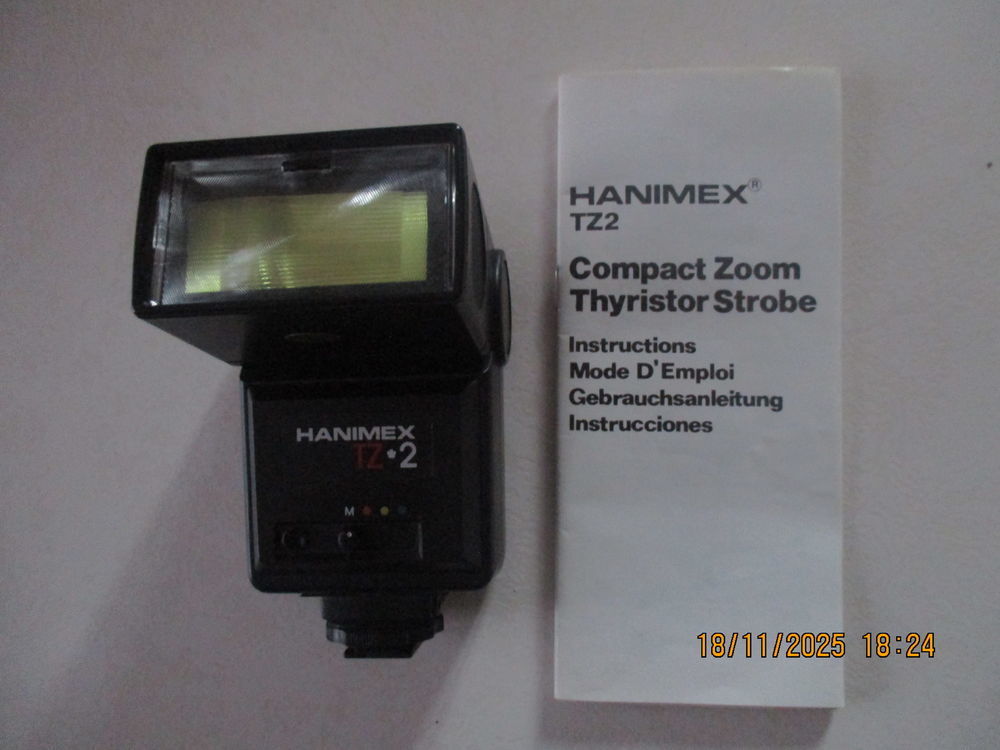 HANIMEX
TZ•2
M
HANIMEX®
TZ2
Compact Zoom
Thyristor Strobe
Instructions
Mode D'Emploi
Gebrauchsanleitung
Instrucciones
18/11/2025 18:24